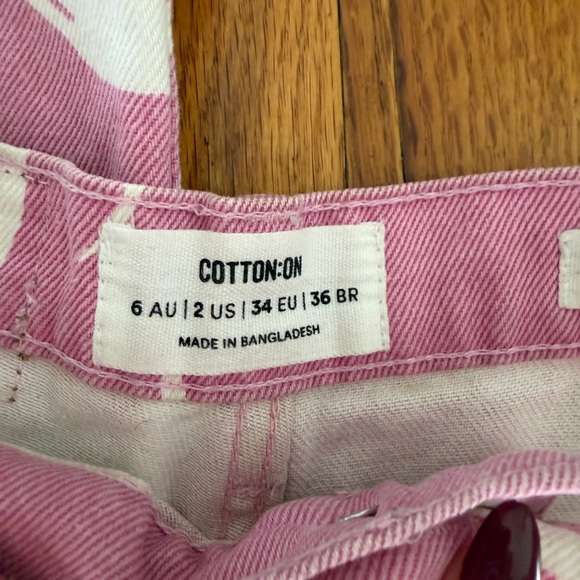 COTTON:ON
6 AU | 2 US | 34 EU | 36 BR
MADE IN BANGLADESH